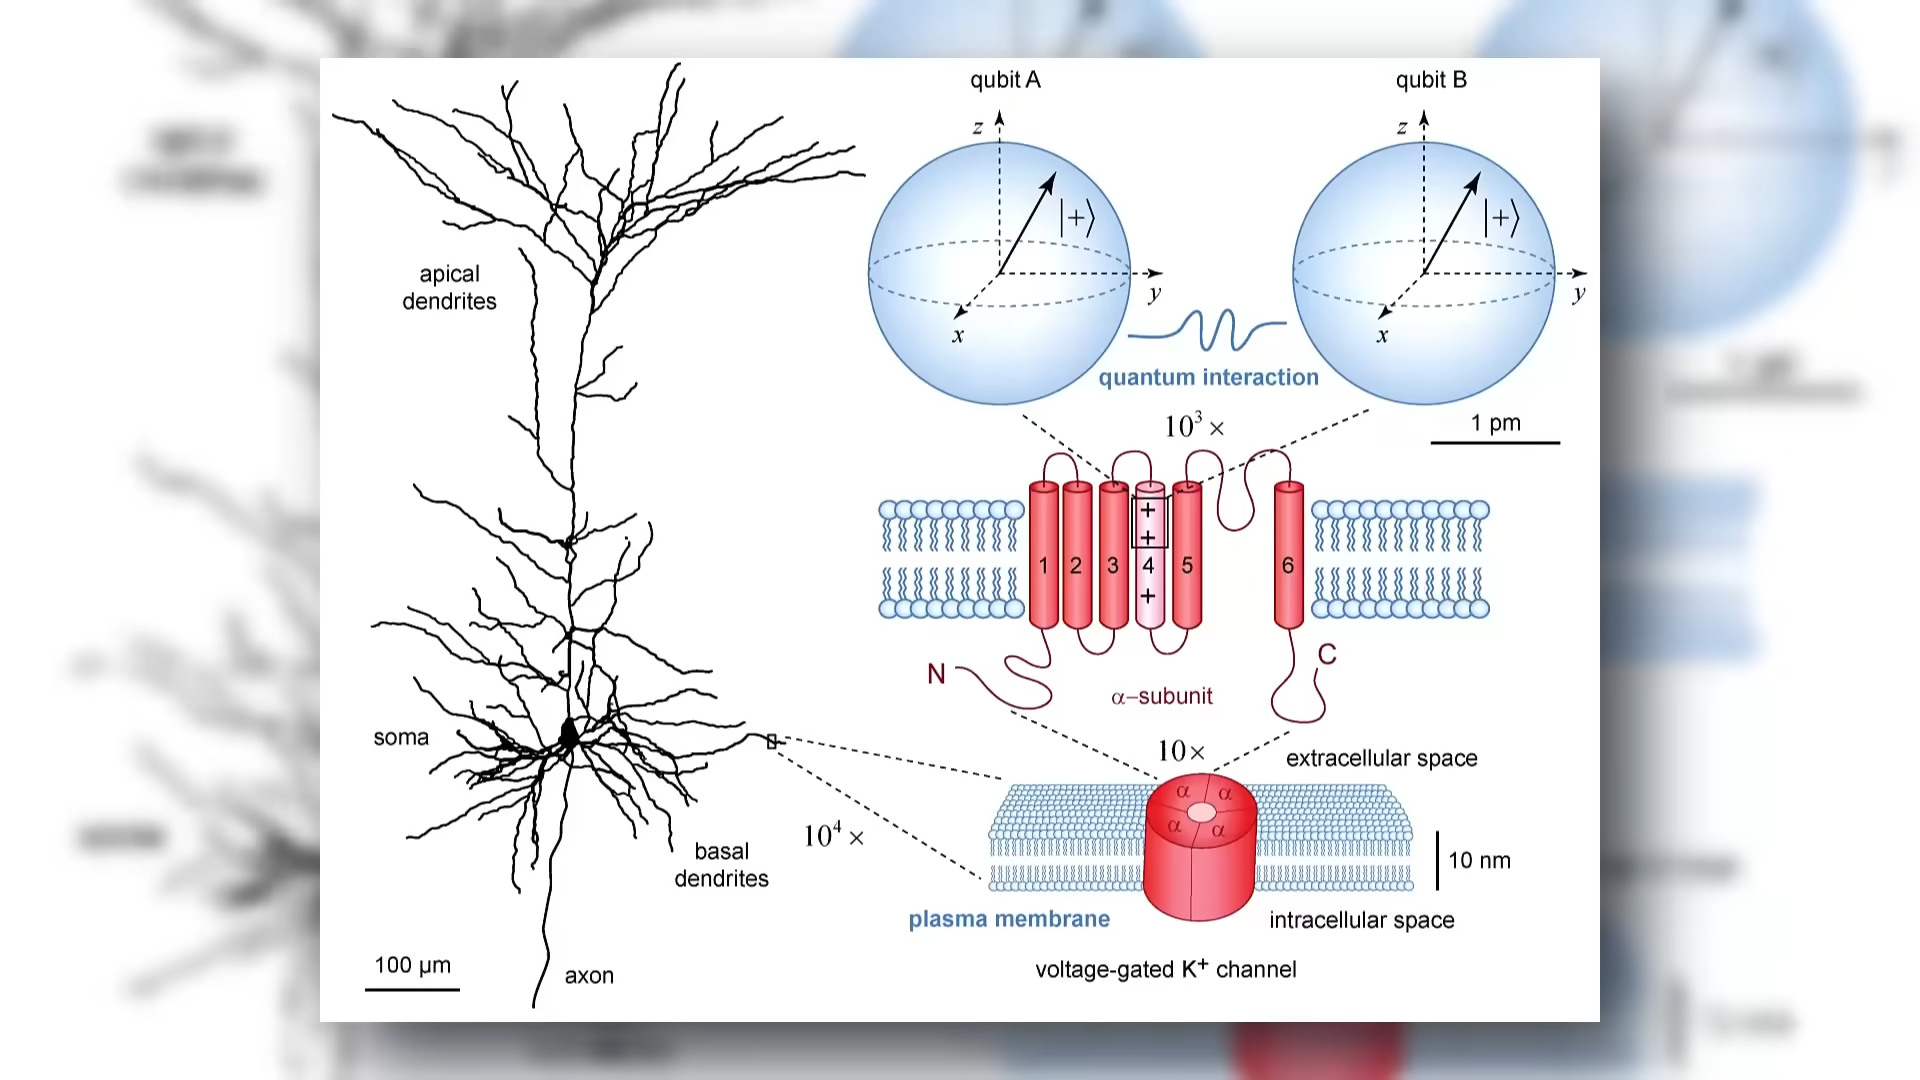 qubit A
z
|+⟩
y
x
qubit B
z
|+⟩
y
x
quantum interaction
1 pm
10³ ×
apical
dendrites
+
+
1 2 3 4 5 6
+
N
C
α–subunit
soma
10×
extracellular space
α α
α α
10⁴ ×
basal
dendrites
10 nm
plasma membrane
intracellular space
voltage-gated K⁺ channel
100 µm
axon